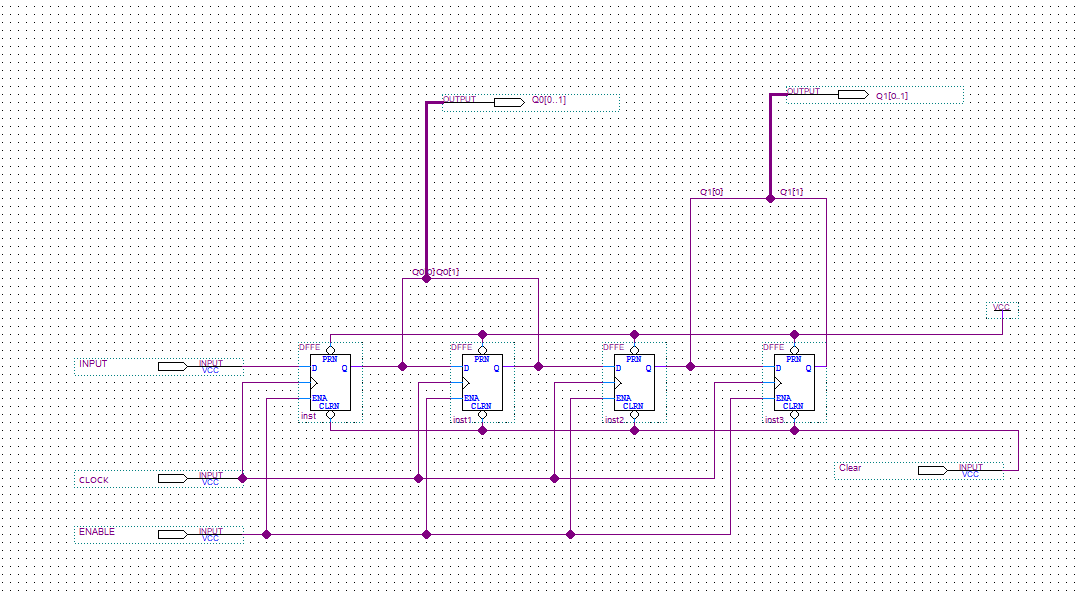 OUTPUT Q0[0..1]
OUTPUT Q1[0..1]
Q1[0] Q1[1]
Q0[0] Q0[1]
VCC
DFFE DFFE DFFE DFFE
PRN PRN PRN PRN
INPUT INPUT VCC
D Q D Q D Q D Q
ENA ENA ENA ENA
CLRN CLRN CLRN CLRN
inst inst1 inst2 inst3
Clear INPUT VCC
CLOCK INPUT VCC
ENABLE INPUT VCC